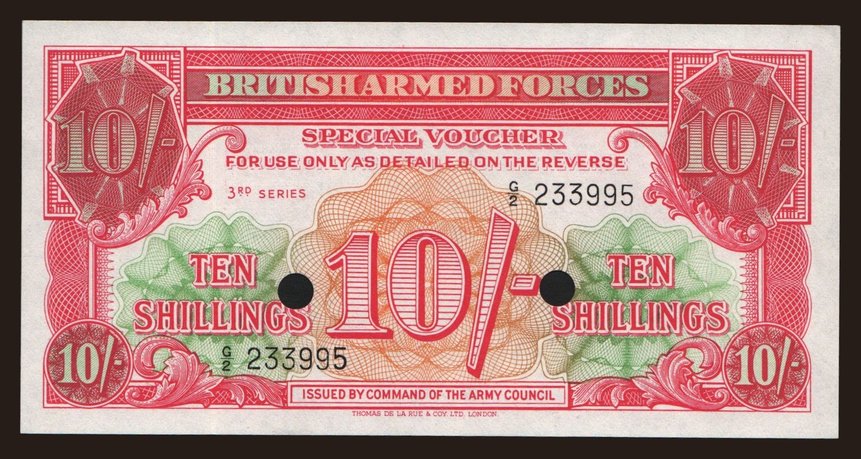 BRITISH ARMED FORCES
10/- 10/-
SPECIAL VOUCHER
FOR USE ONLY AS DETAILED ON THE REVERSE
3RD SERIES
G/2 233995
TEN SHILLINGS
10/-
TEN SHILLINGS
G/2 233995
10/- 10/-
ISSUED BY COMMAND OF THE ARMY COUNCIL
THOMAS DE LA RUE & COY. LTD. LONDON.